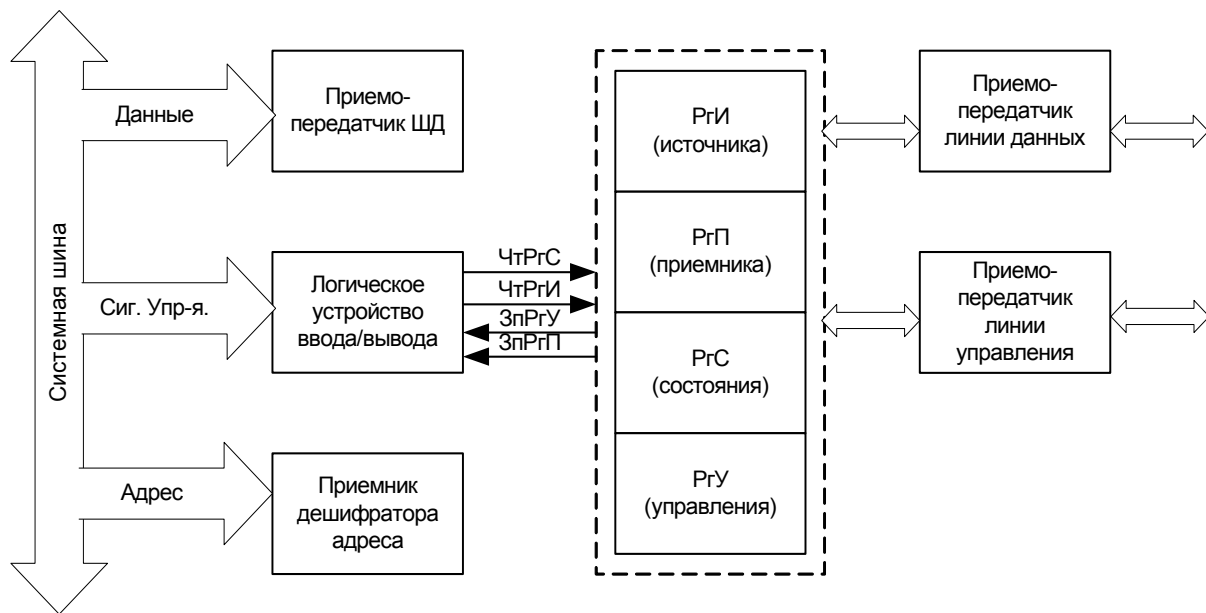 Системная шина
Данные
Сиг. Упр-я.
Адрес
Приемо-
передатчик ШД
Логическое
устройство
ввода/вывода
Приемник
дешифратора
адреса
ЧтРгС
ЧтРгИ
ЗпРгУ
ЗпРгП
РгИ
(источника)
РгП
(приемника)
РгС
(состояния)
РгУ
(управления)
Приемо-
передатчик
линии данных
Приемо-
передатчик
линии
управления